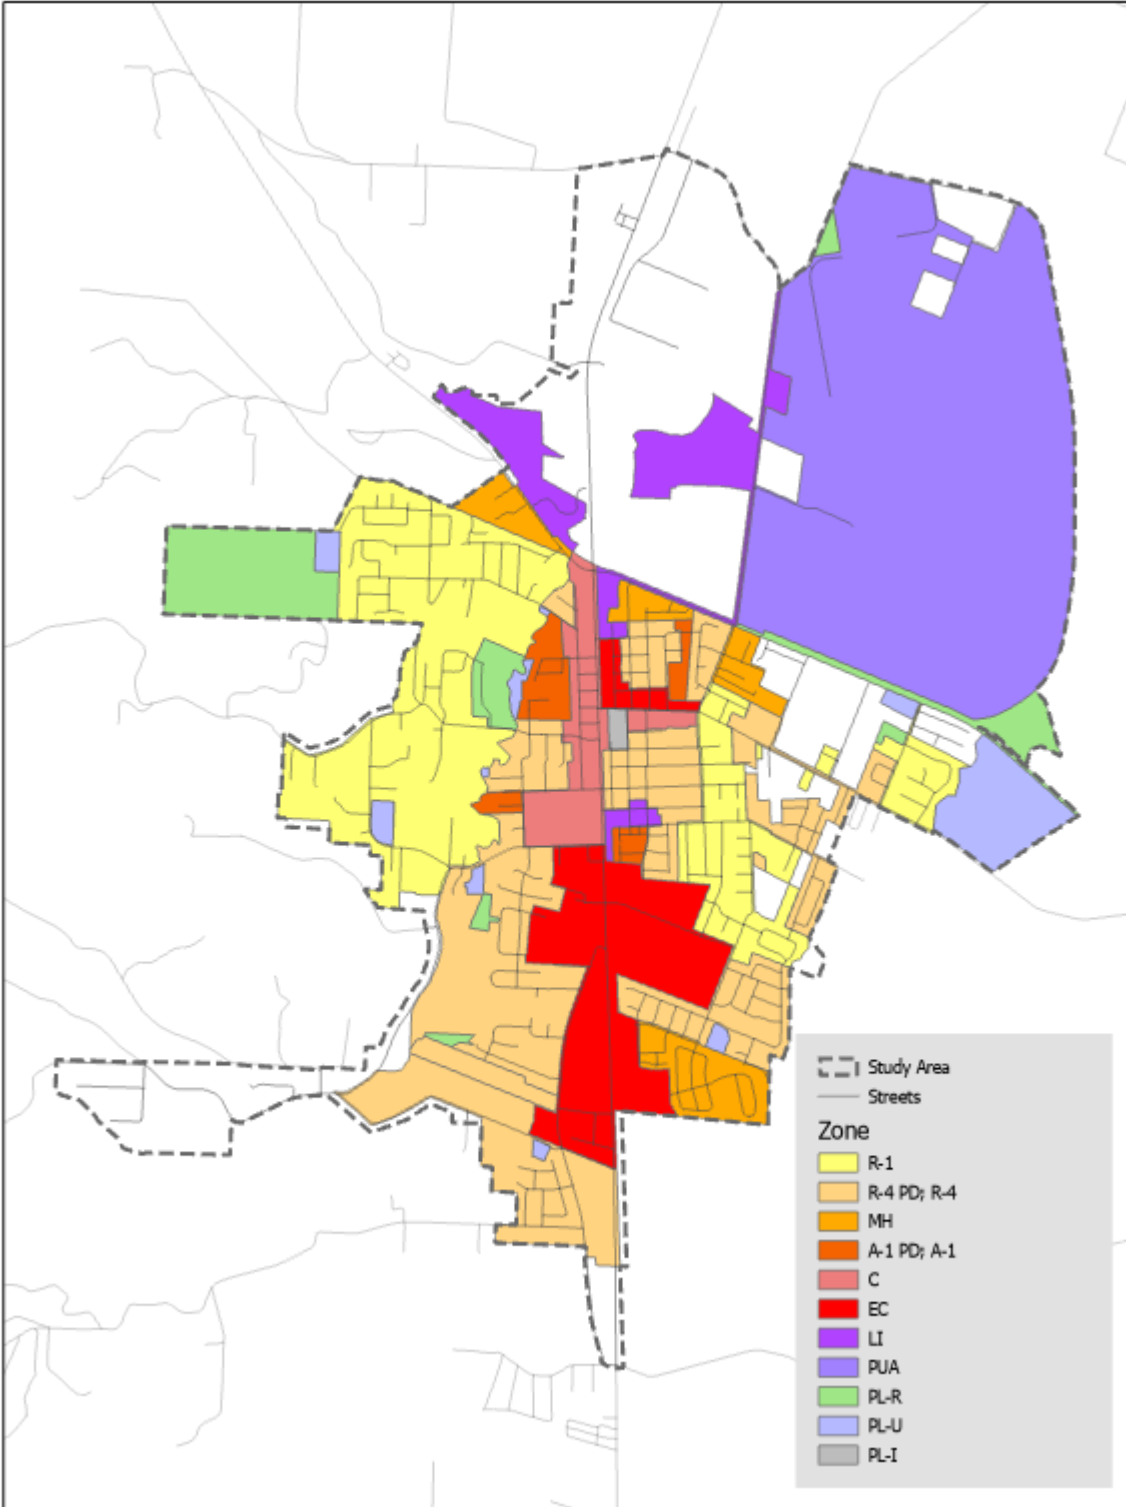 Study Area
Streets
Zone
R-1
R-4 PD; R-4
MH
A-1 PD; A-1
C
EC
LI
PUA
PL-R
PL-U
PL-I